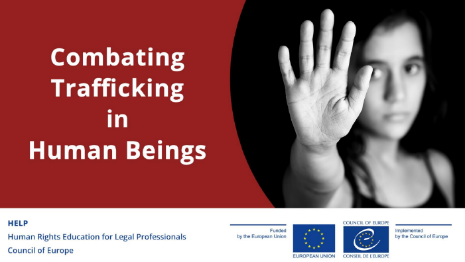 Combating
Trafficking
in
Human Beings
HELP
Human Rights Education for Legal Professionals
Council of Europe
Funded
by the European Union
EUROPEAN UNION
COUNCIL OF EUROPE
CONSEIL DE L'EUROPE
Implemented
by the Council of Europe